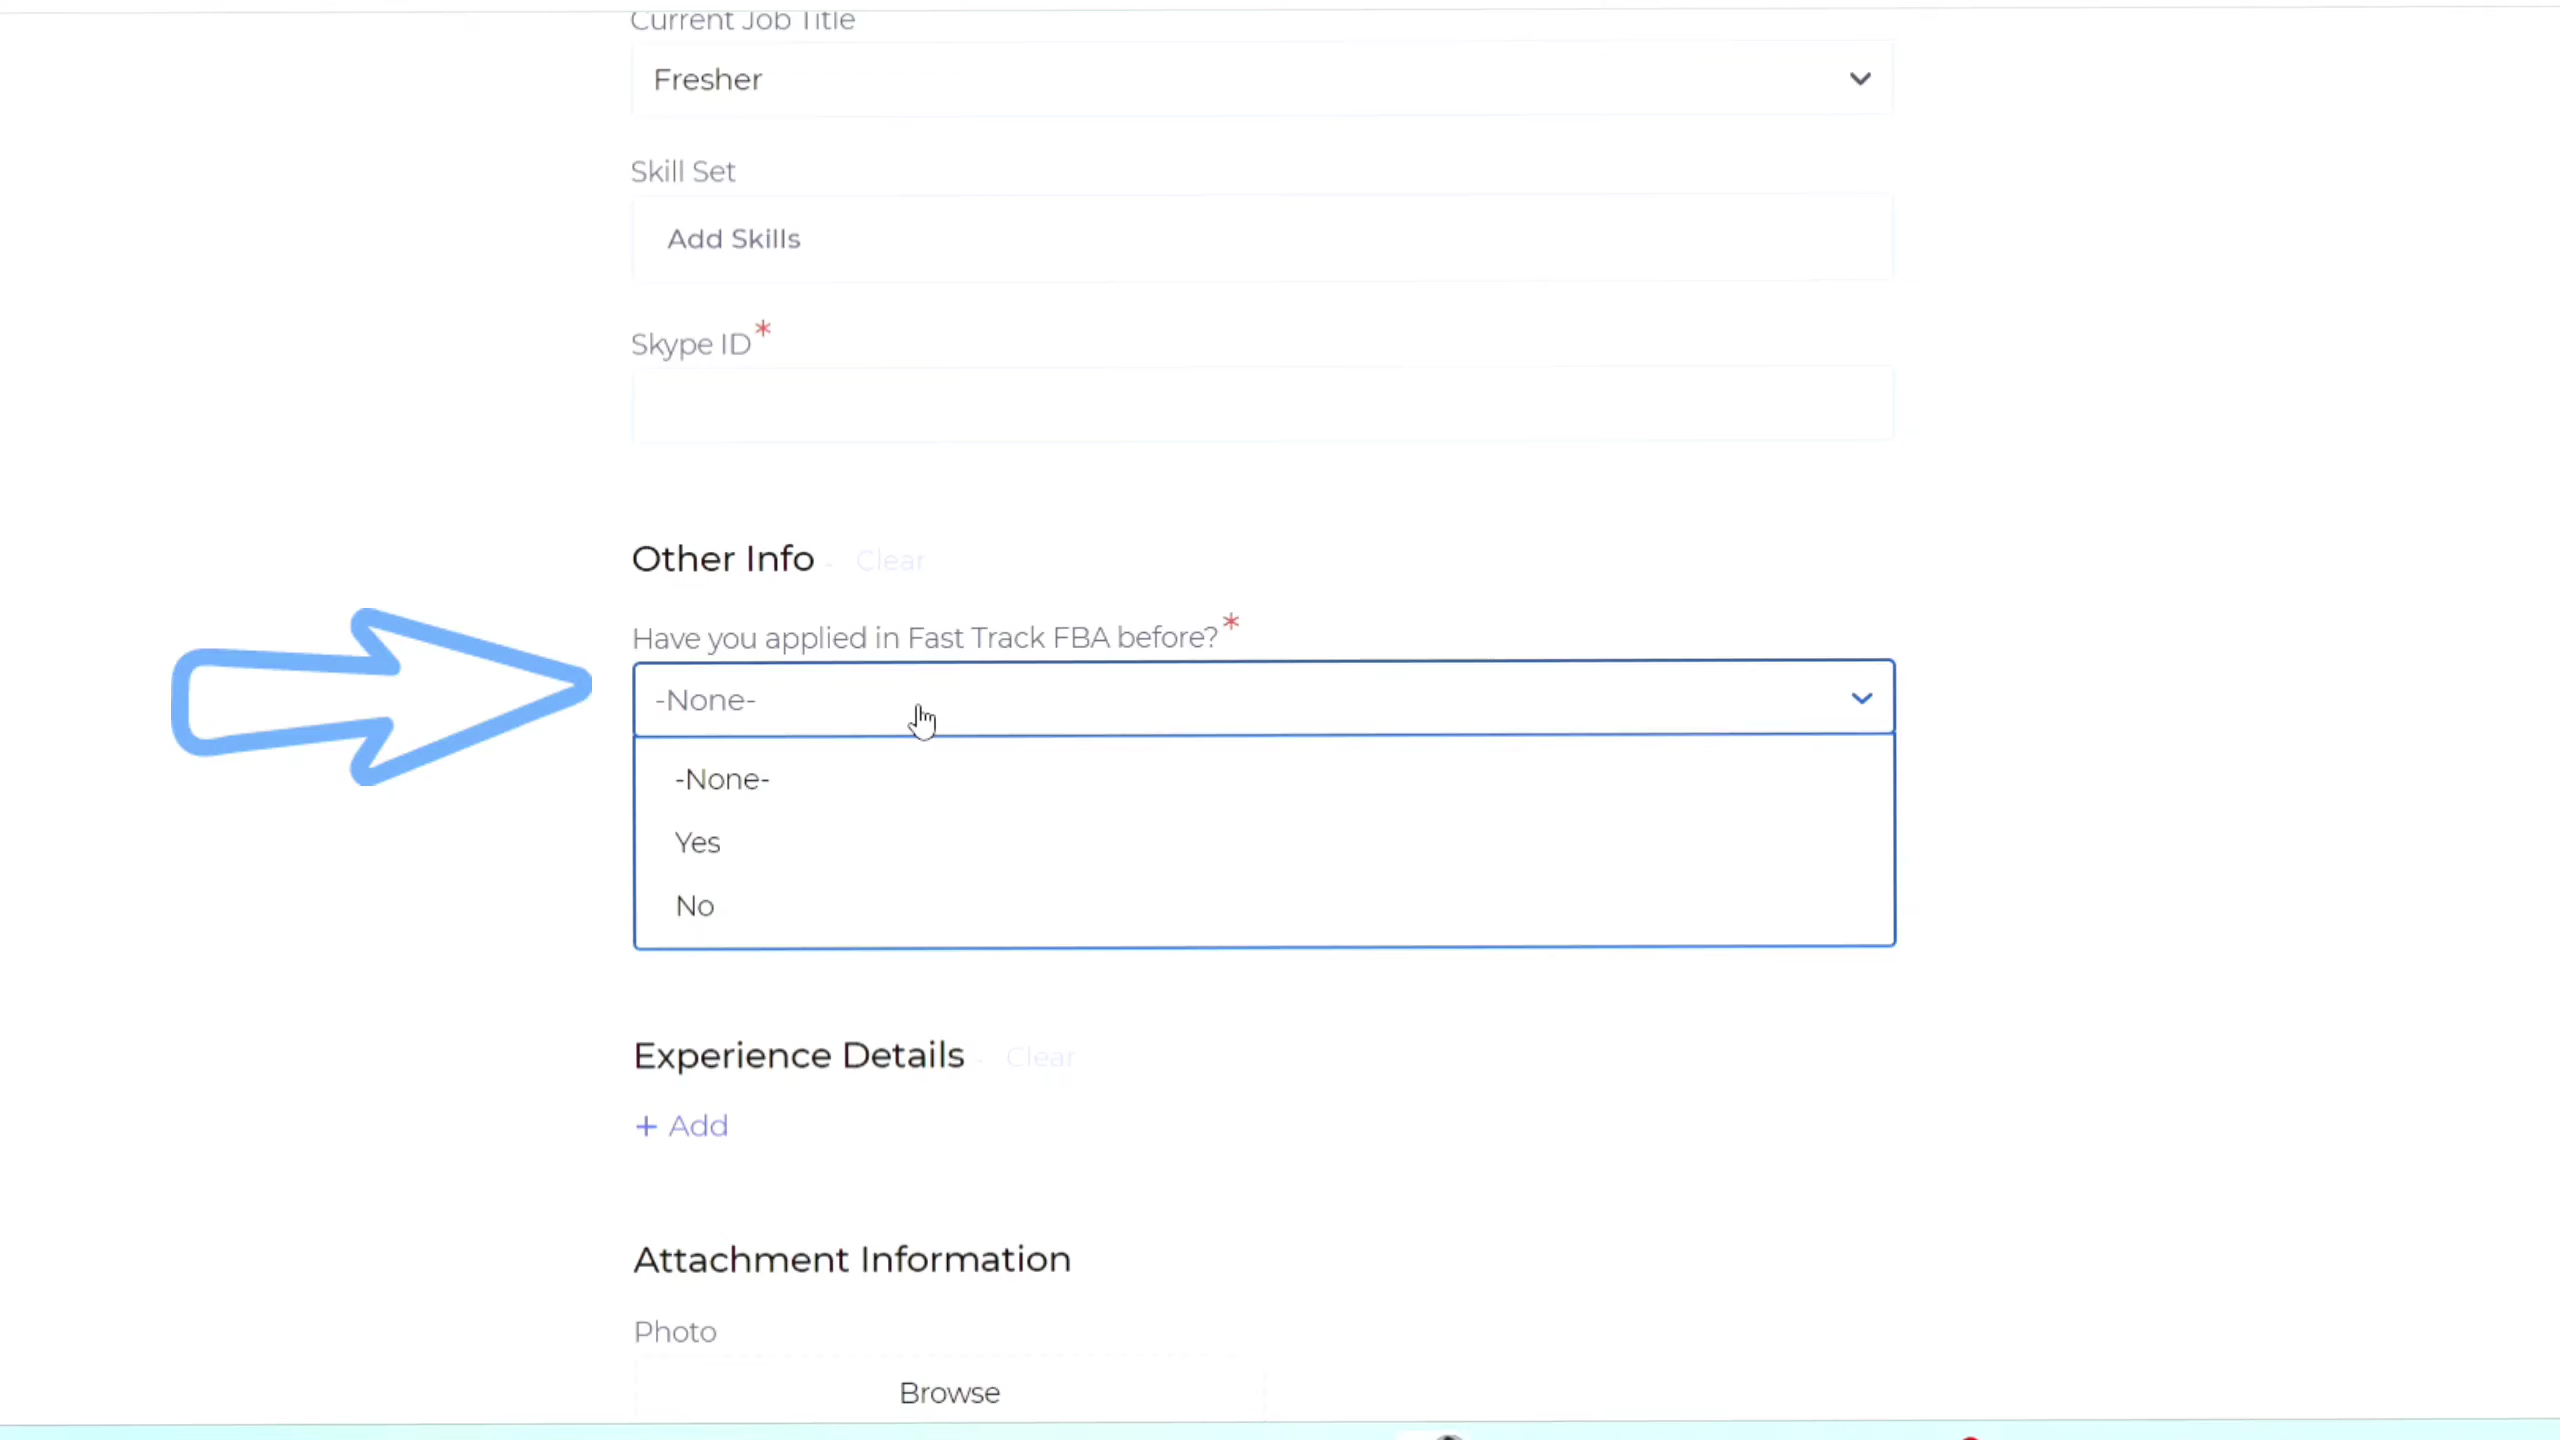 Current Job Title
Fresher
Skill Set
Add Skills
Skype ID*
Other Info - Clear
Have you applied in Fast Track FBA before?*
-None-
-None-
Yes
No
Experience Details - Clear
+ Add
Attachment Information
Photo
Browse